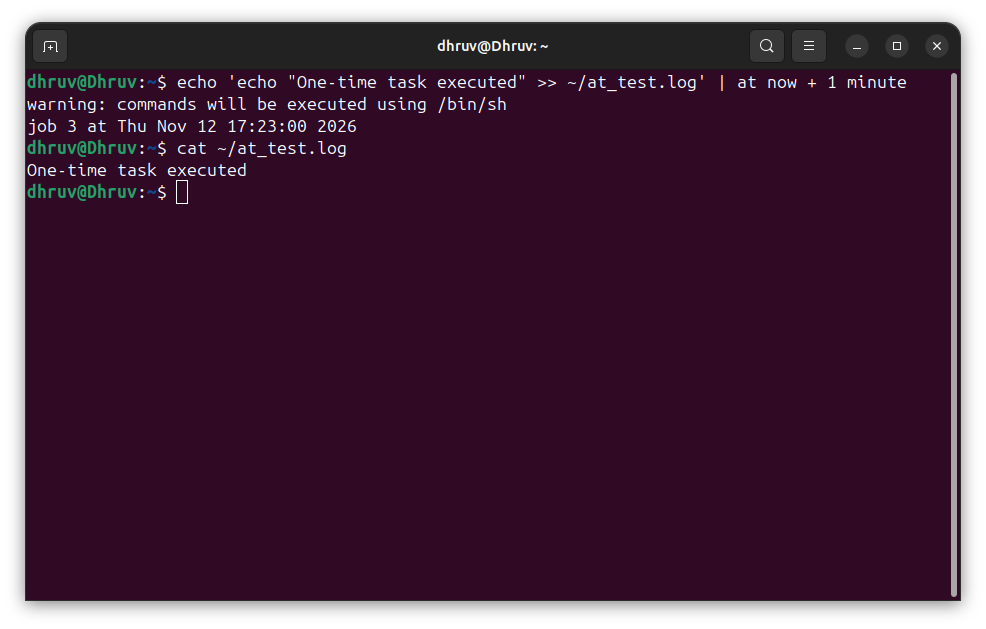 dhruv@Dhruv: ~
dhruv@Dhruv:~$ echo 'echo "One-time task executed" >> ~/at_test.log' | at now + 1 minute
warning: commands will be executed using /bin/sh
job 3 at Thu Nov 12 17:23:00 2026
dhruv@Dhruv:~$ cat ~/at_test.log
One-time task executed
dhruv@Dhruv:~$